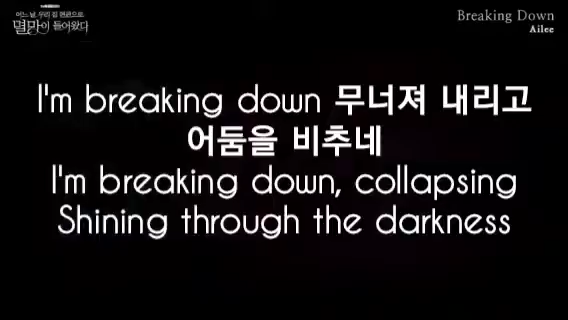 어느 날 우리 집 현관으로
멸망이 들어왔다
Breaking Down
Ailee
I'm breaking down 무너져 내리고
어둠을 비추네
I'm breaking down, collapsing
Shining through the darkness